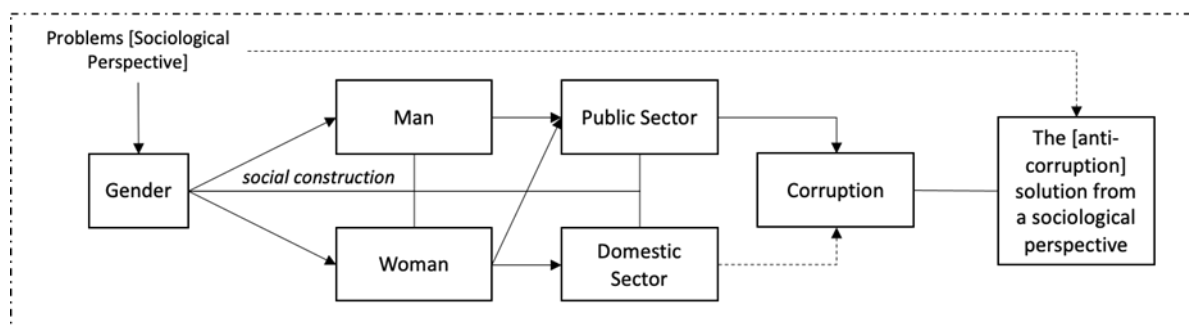 Problems [Sociological
Perspective]
Man
Public Sector
The [anti-
corruption]
solution from
a sociological
perspective
Gender
social construction
Corruption
Woman
Domestic
Sector